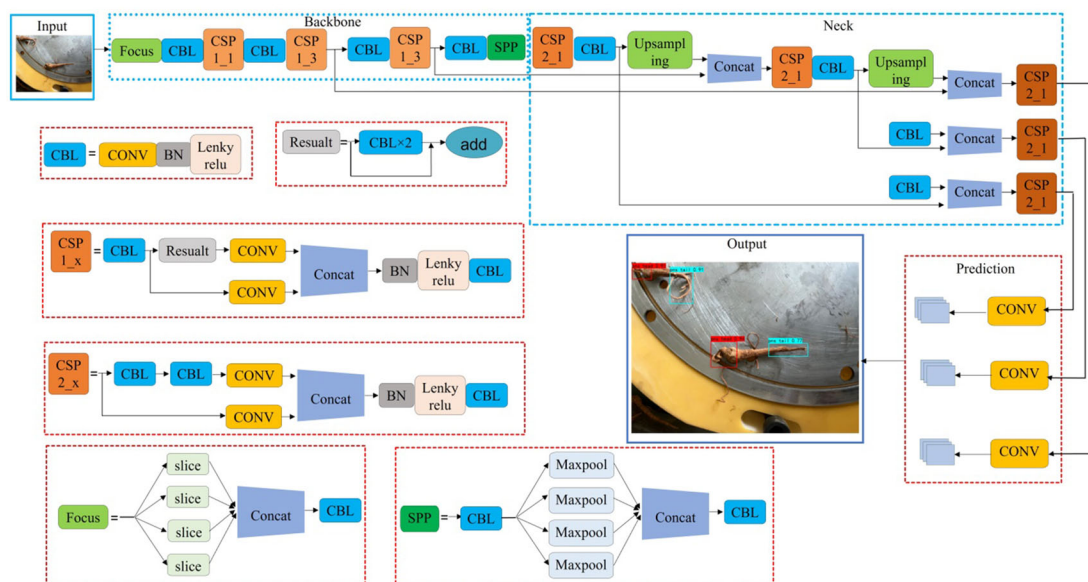 Input
Backbone
Neck
Focus
CBL
CSP
1_1
CBL
CSP
1_3
CBL
CSP
1_3
CBL
SPP
CSP
2_1
CBL
Upsampl
ing
Concat
CSP
2_1
CBL
Upsampl
ing
Concat
CSP
2_1
CBL
Concat
CSP
2_1
CBL
Concat
CSP
2_1
CBL
=
CONV
BN
Lenky
relu
Resualt
=
CBL×2
add
CSP
1_x
=
CBL
Resualt
CONV
CONV
Concat
BN
Lenky
relu
CBL
CSP
2_x
=
CBL
CBL
CONV
CONV
Concat
BN
Lenky
relu
CBL
Output
Prediction
CONV
CONV
CONV
Focus
=
slice
slice
slice
slice
Concat
CBL
SPP
=
CBL
Maxpool
Maxpool
Maxpool
Maxpool
Concat
CBL